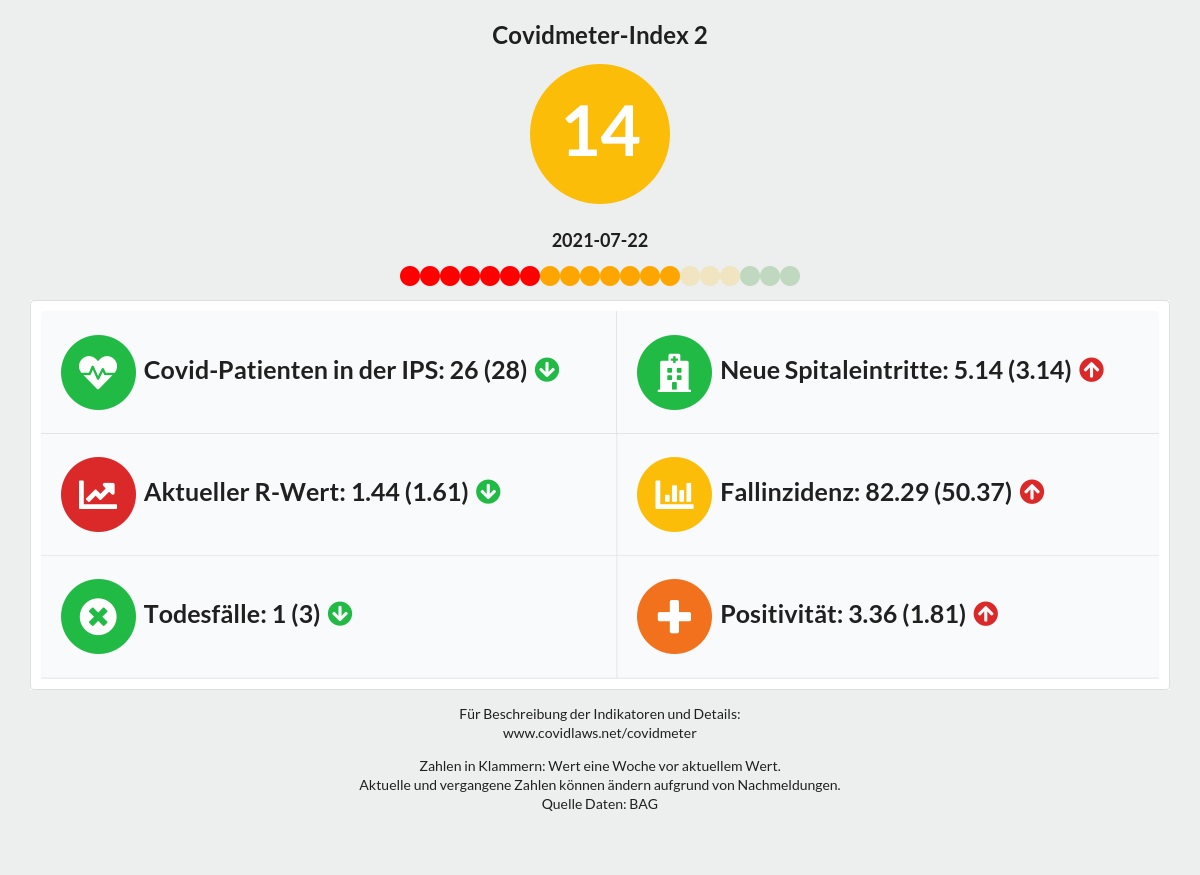 Covidmeter-Index 2
14
2021-07-22
Covid-Patienten in der IPS: 26 (28)
Neue Spitaleintritte: 5.14 (3.14)
Aktueller R-Wert: 1.44 (1.61)
Fallinzidenz: 82.29 (50.37)
Todesfälle: 1 (3)
Positivität: 3.36 (1.81)
Für Beschreibung der Indikatoren und Details:
www.covidlaws.net/covidmeter
Zahlen in Klammern: Wert eine Woche vor aktuellem Wert.
Aktuelle und vergangene Zahlen können ändern aufgrund von Nachmeldungen.
Quelle Daten: BAG